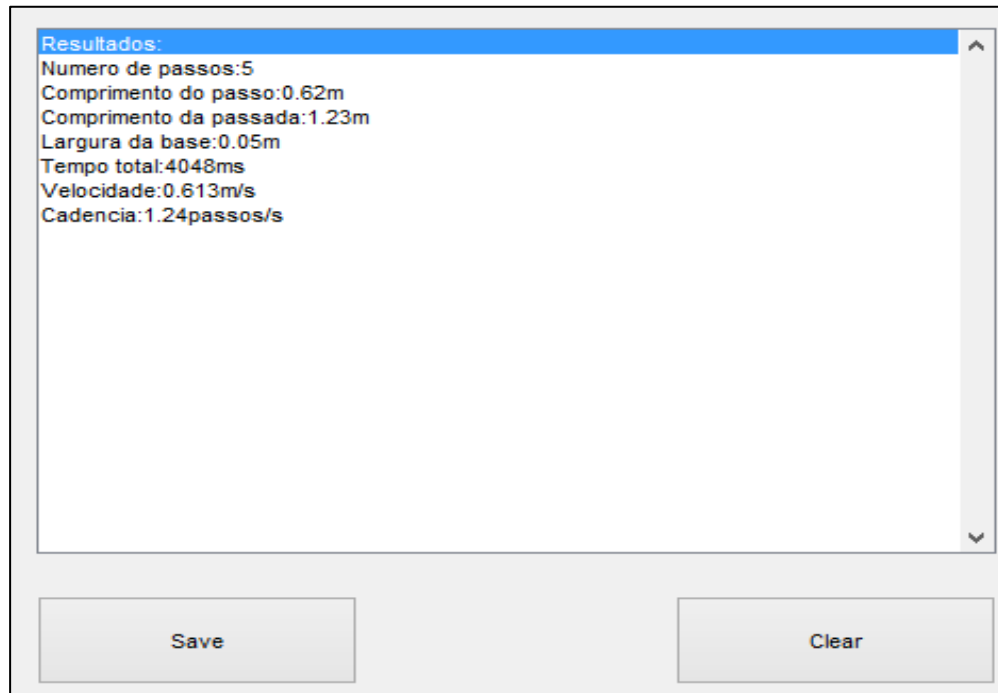 Resultados:
Numero de passos:5
Comprimento do passo:0.62m
Comprimento da passada:1.23m
Largura da base:0.05m
Tempo total:4048ms
Velocidade:0.613m/s
Cadencia:1.24passos/s
Save
Clear